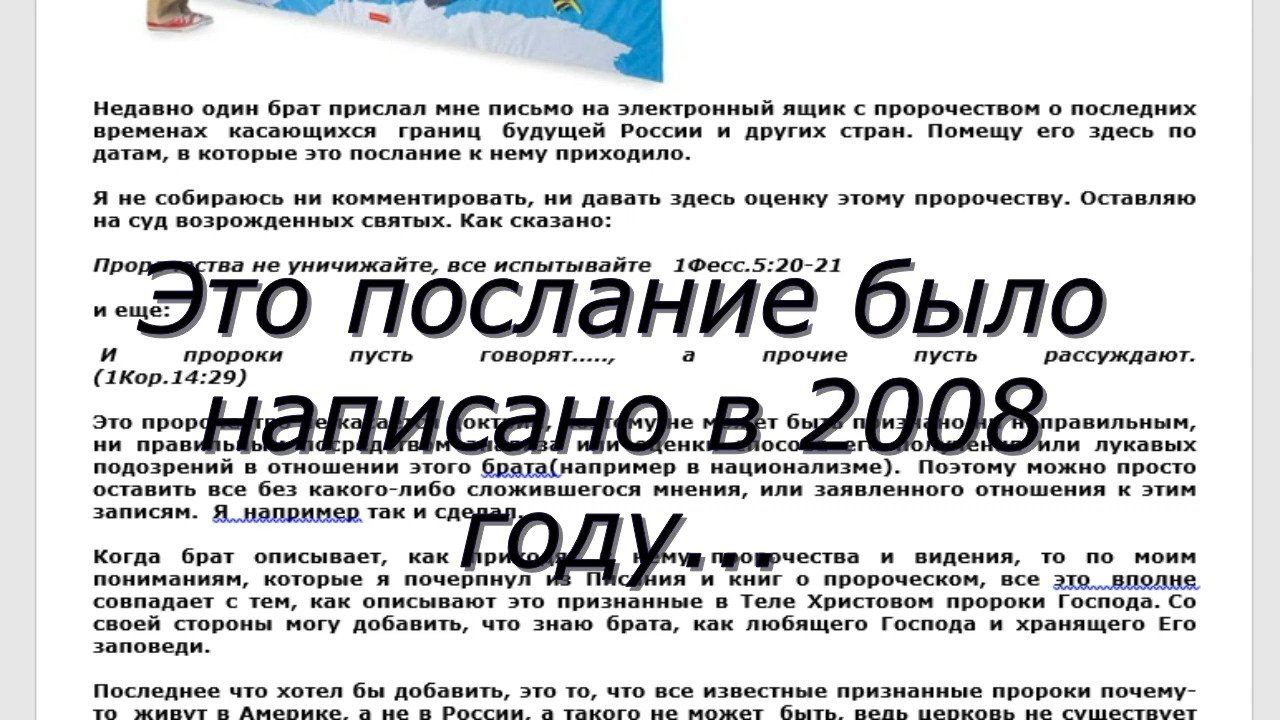 Недавно один брат прислал мне письмо на электронный ящик с пророчеством о последних
временах касающихся границ будущей России и других стран. Помещу его здесь по
датам, в которые это послание к нему приходило.
Я не собираюсь ни комментировать, ни давать здесь оценку этому пророчеству. Оставляю
на суд возрожденных святых. Как сказано:
Пророчества не уничижайте, все испытывайте 1Фесс.5:20-21
Это послание было
и еще:
И пророки пусть говорят....., а прочие пусть рассуждают.
(1Кор.14:29)
написано в 2008
Это не может быть неправильным,
ни или лукавых
подозрений в отношении этого брата(например в национализме). Поэтому можно просто
оставить все без какого-либо сложившегося мнения, или заявленного отношения к этим
записям. Я например так и сделал.
году...
Когда брат описывает, как нему пророчества и видения, то по моим
пониманиям, которые я почерпнул из Писания и книг о пророческом, все это вполне
совпадает с тем, как описывают это признанные в Теле Христовом пророки Господа. Со
своей стороны могу добавить, что знаю брата, как любящего Господа и хранящего Его
заповеди.
Последнее что хотел бы добавить, это то, что все известные признанные пророки почему-
то живут в Америке, а не в России, а такого не может быть, ведь церковь не существует